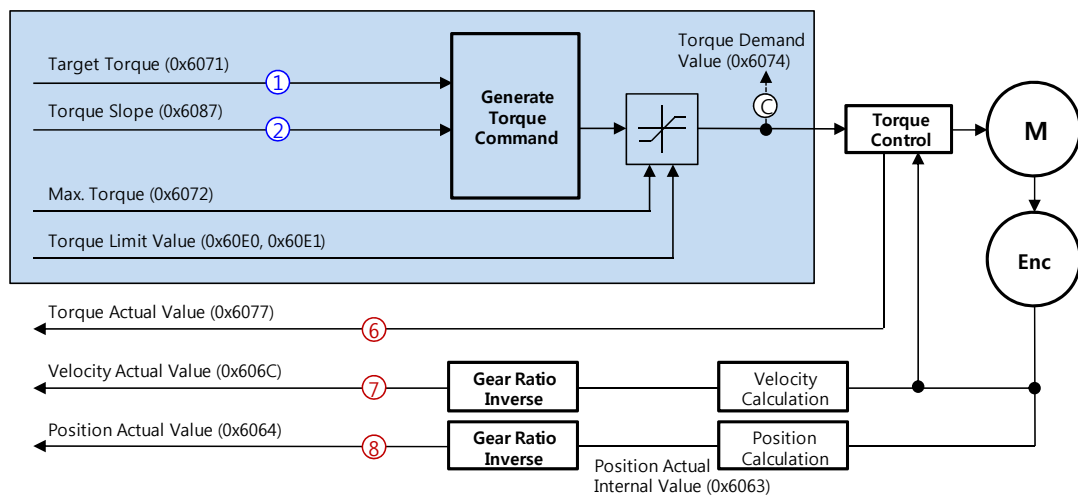 Target Torque (0x6071)
1
Torque Slope (0x6087)
2
Generate
Torque
Command
Max. Torque (0x6072)
Torque Limit Value (0x60E0, 0x60E1)
Torque Demand
Value (0x6074)
C
Torque
Control
M
Enc
Torque Actual Value (0x6077)
6
Velocity Actual Value (0x606C)
7
Gear Ratio
Inverse
Velocity
Calculation
Position Actual Value (0x6064)
8
Gear Ratio
Inverse
Position Actual
Internal Value (0x6063)
Position
Calculation